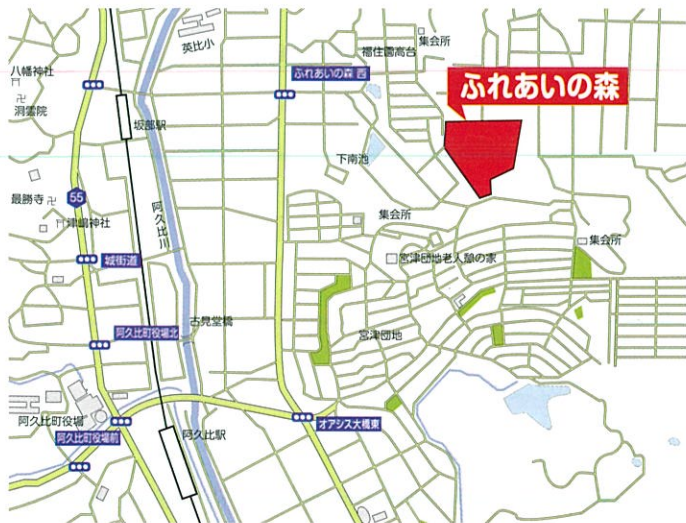 英比小
集会所
福住園高台
八幡神社
ふれあいの森 西
ふれあいの森
洞雲院
坂部駅
下南池
最勝寺
55
津嶋神社
阿久比川
集会所
集会所
城街道
宮津団地老人憩の家
古見堂橋
阿久比町役場北
宮津団地
阿久比町役場
オアシス大橋東
阿久比駅
阿久比町役場前